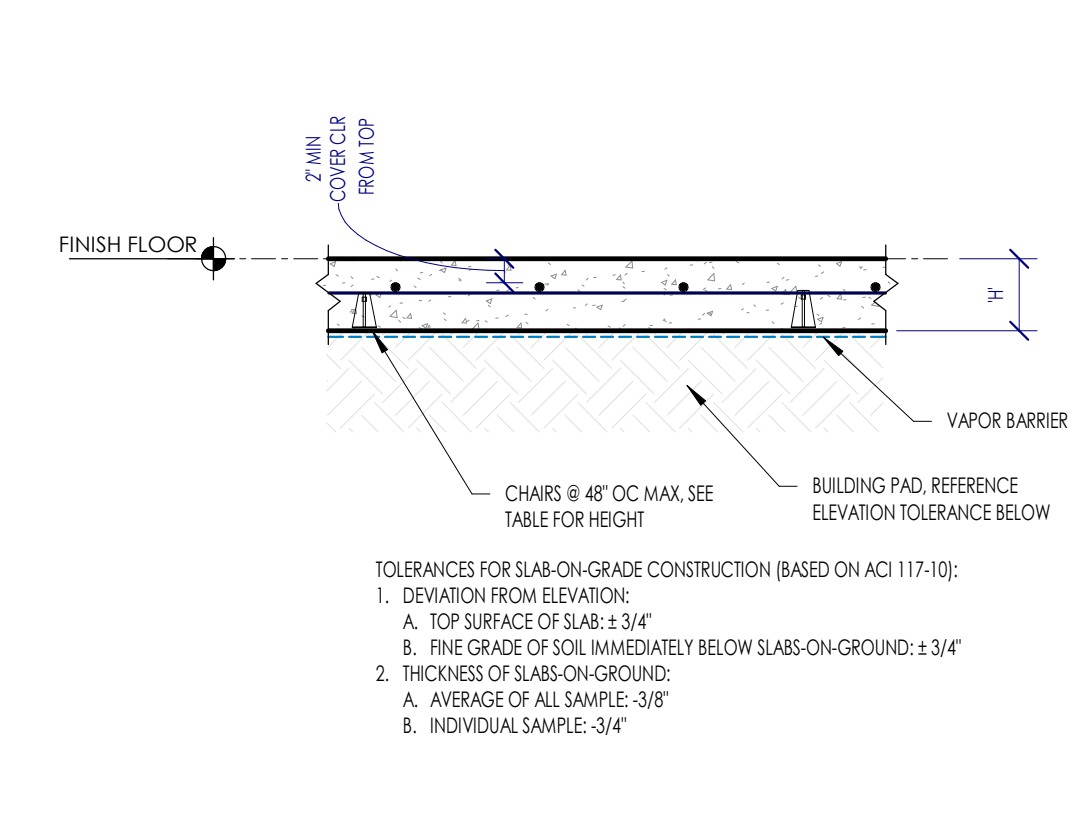 2" MIN
COVER CLR
FROM TOP
FINISH FLOOR
'H'
VAPOR BARRIER
CHAIRS @ 48" OC MAX, SEE
TABLE FOR HEIGHT
BUILDING PAD, REFERENCE
ELEVATION TOLERANCE BELOW
TOLERANCES FOR SLAB-ON-GRADE CONSTRUCTION (BASED ON ACI 117-10):
1. DEVIATION FROM ELEVATION:
A. TOP SURFACE OF SLAB: ± 3/4"
B. FINE GRADE OF SOIL IMMEDIATELY BELOW SLABS-ON-GROUND: ± 3/4"
2. THICKNESS OF SLABS-ON-GROUND:
A. AVERAGE OF ALL SAMPLE: -3/8"
B. INDIVIDUAL SAMPLE: -3/4"